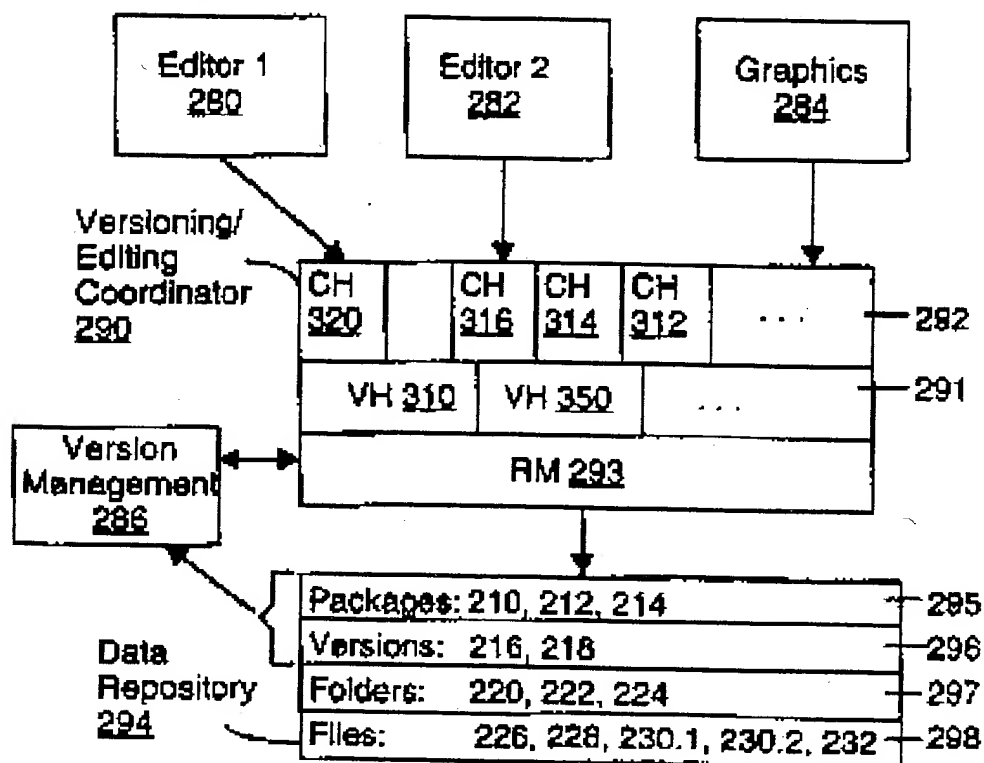 Editor 1
280
Editor 2
282
Graphics
284
Versioning/
Editing
Coordinator
290
CH
320
CH
316
CH
314
CH
312
...
292
VH 310
VH 350
...
291
RM 293
Version
Management
286
Packages: 210, 212, 214
295
Versions: 216, 218
296
Folders: 220, 222, 224
297
Files: 226, 228, 230.1, 230.2, 232
298
Data
Repository
294